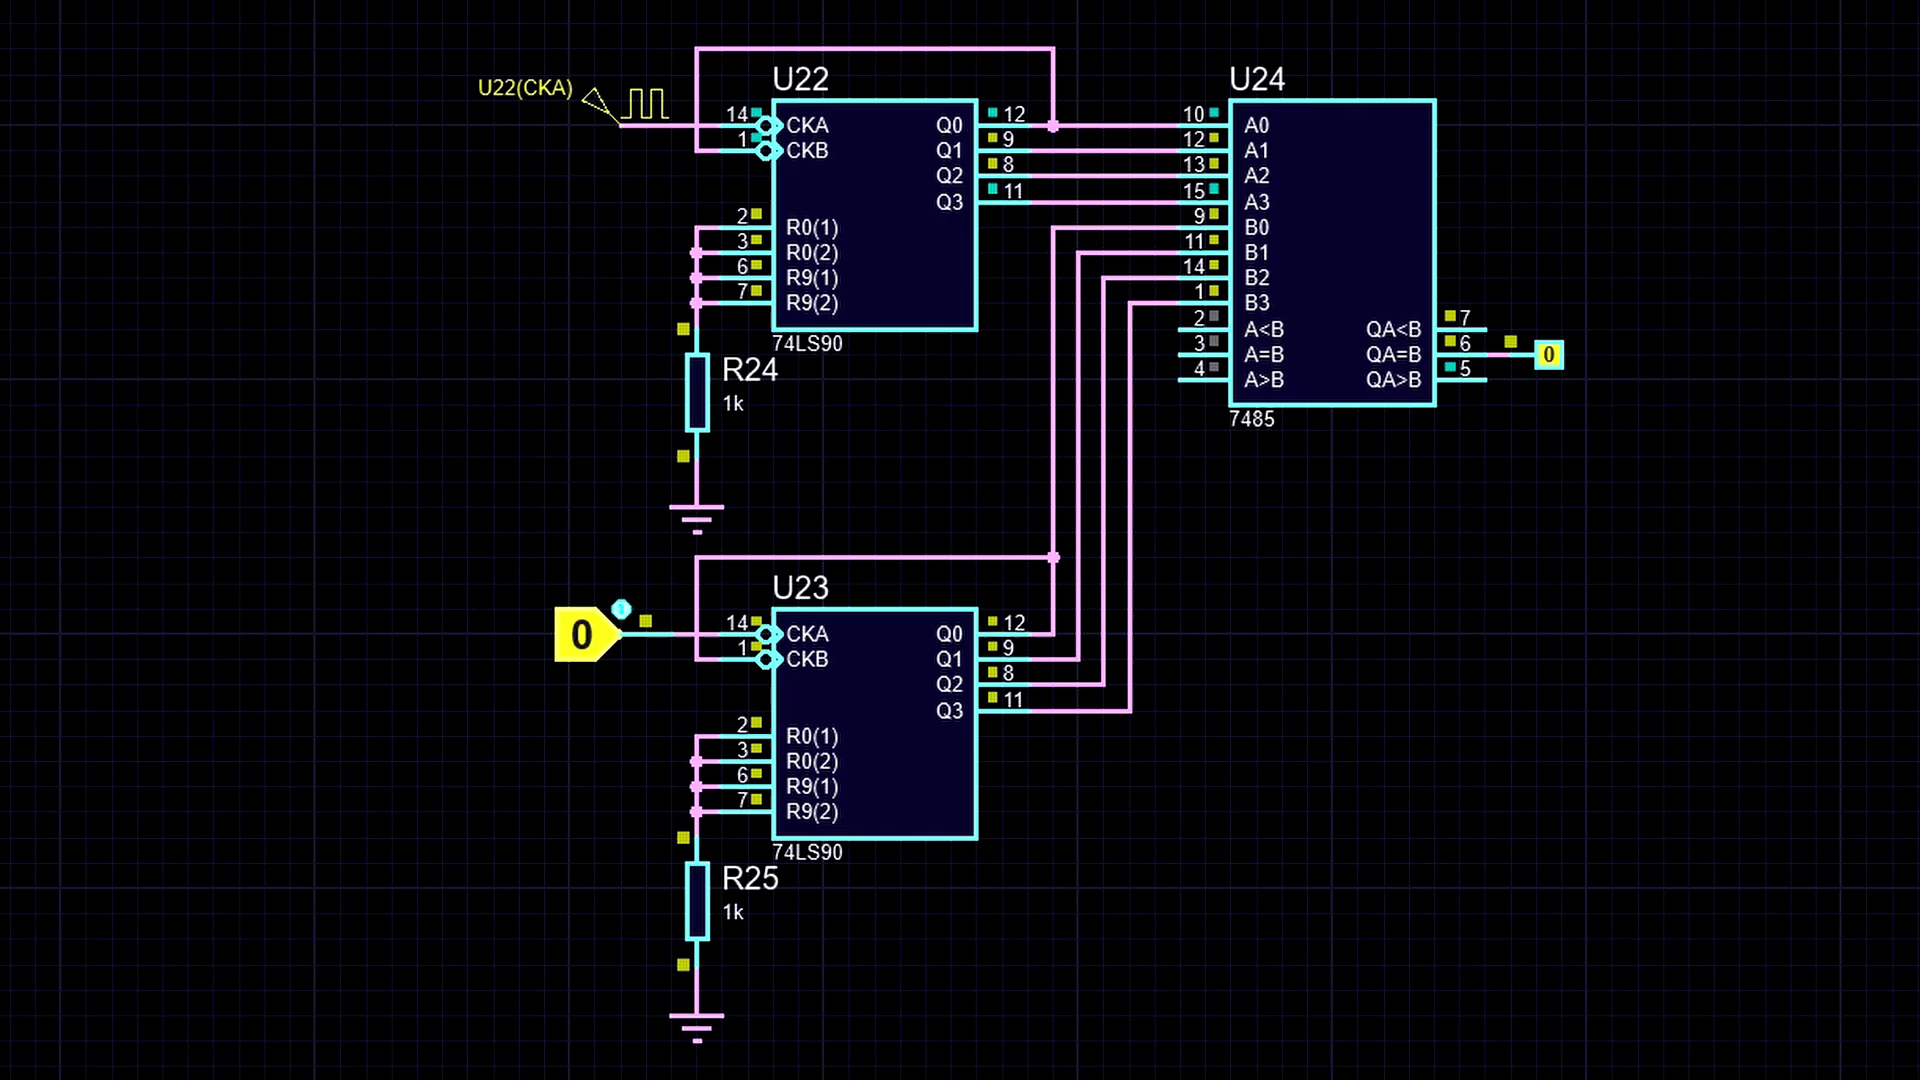 U22(CKA)
U22
14 CKA Q0 12
1 CKB Q1 9
Q2 8
Q3 11
2 R0(1)
3 R0(2)
6 R9(1)
7 R9(2)
74LS90
R24
1k
U24
10 A0
12 A1
13 A2
15 A3
9 B0
11 B1
14 B2
1 B3
2 A<B QA<B 7
3 A=B QA=B 6 0
4 A>B QA>B 5
7485
U23
0
14 CKA Q0 12
1 CKB Q1 9
Q2 8
Q3 11
2 R0(1)
3 R0(2)
6 R9(1)
7 R9(2)
74LS90
R25
1k